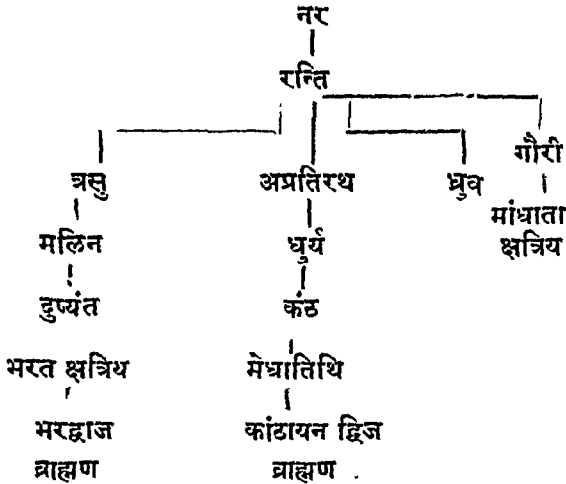 नर
रन्ति
त्रसु अप्रतिरथ ध्रुव गौरी
मलिन धुर्य मांधाता
क्षत्रिय
दुष्यंत कंठ
भरत क्षत्रिय मेधातिथि
भरद्वाज कांठायन द्विज
ब्राह्मण ब्राह्मण